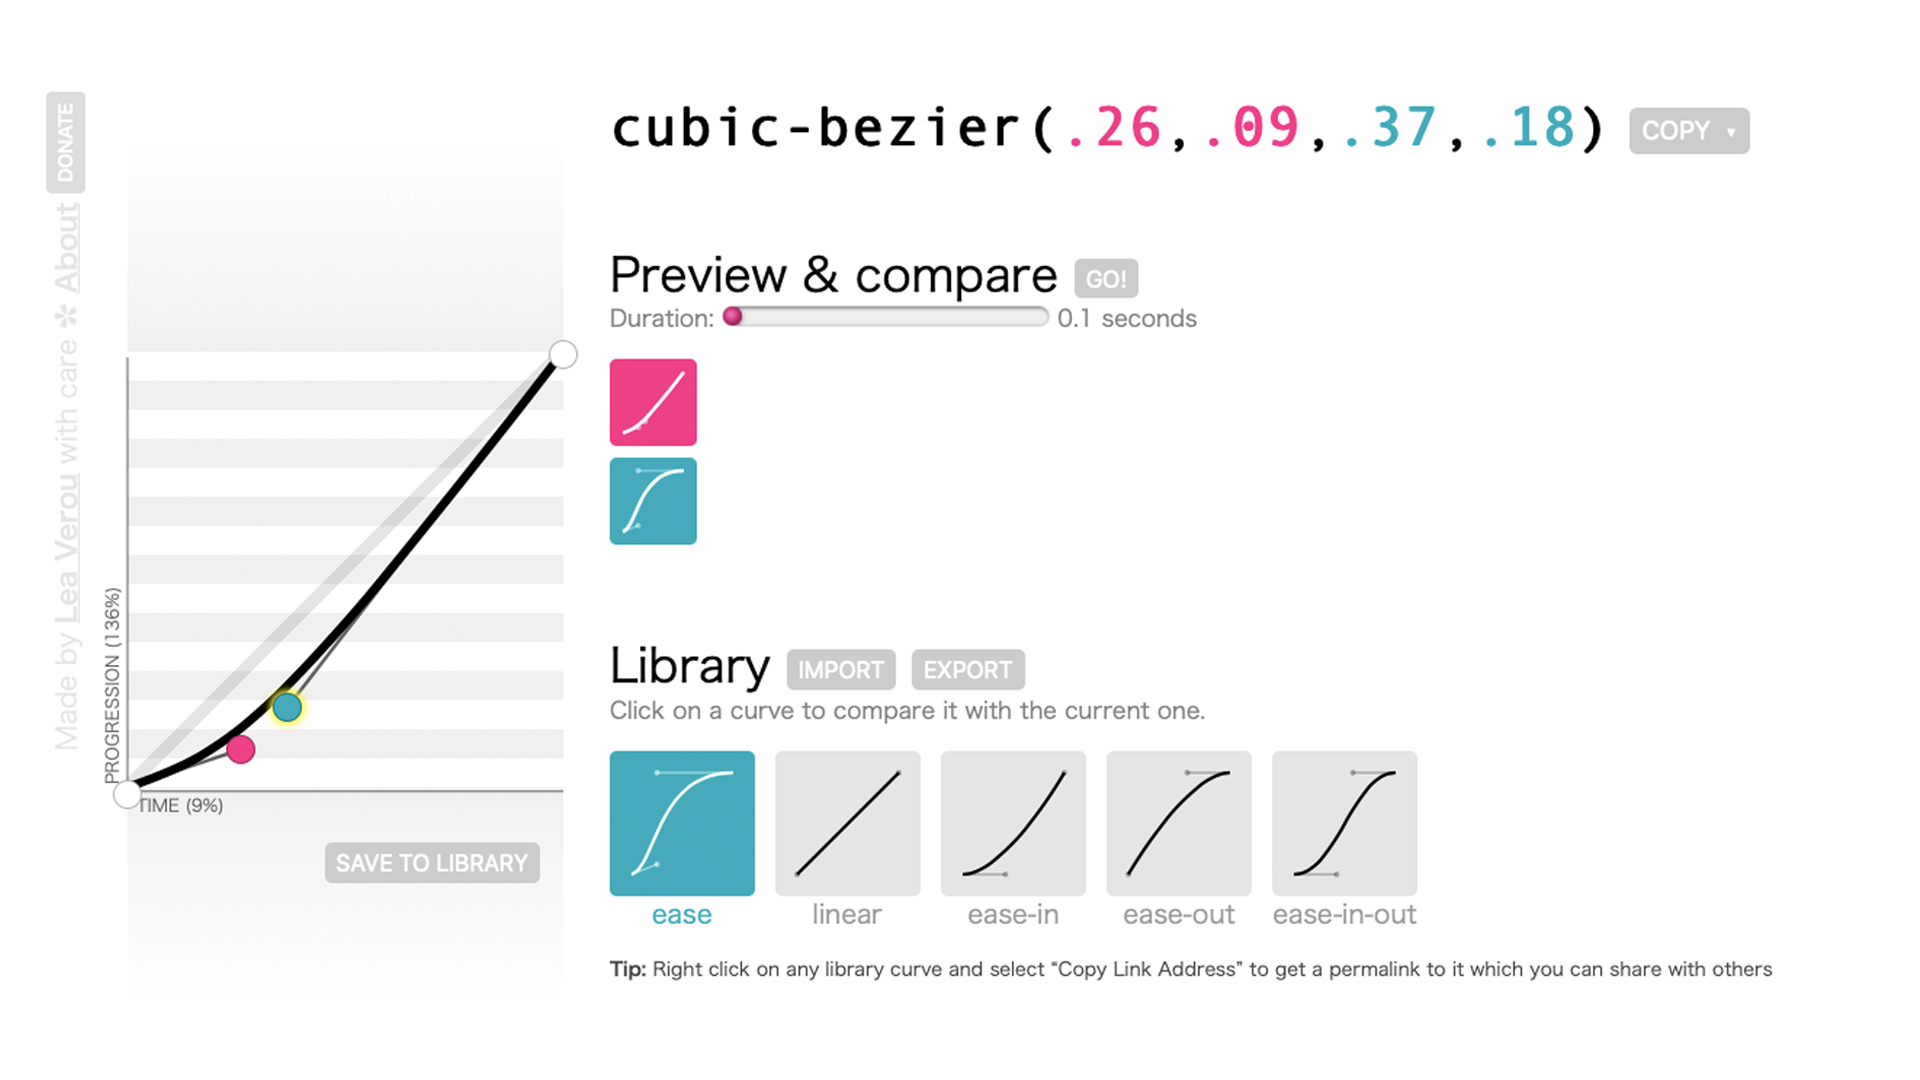 Made by Lea Verou with care ✲ About DONATE
cubic-bezier(.26,.09,.37,.18) COPY ▼
Preview & compare GO!
Duration: 0.1 seconds
PROGRESSION (136%)
TIME (9%)
SAVE TO LIBRARY
Library IMPORT EXPORT
Click on a curve to compare it with the current one.
ease linear ease-in ease-out ease-in-out
Tip: Right click on any library curve and select “Copy Link Address” to get a permalink to it which you can share with others